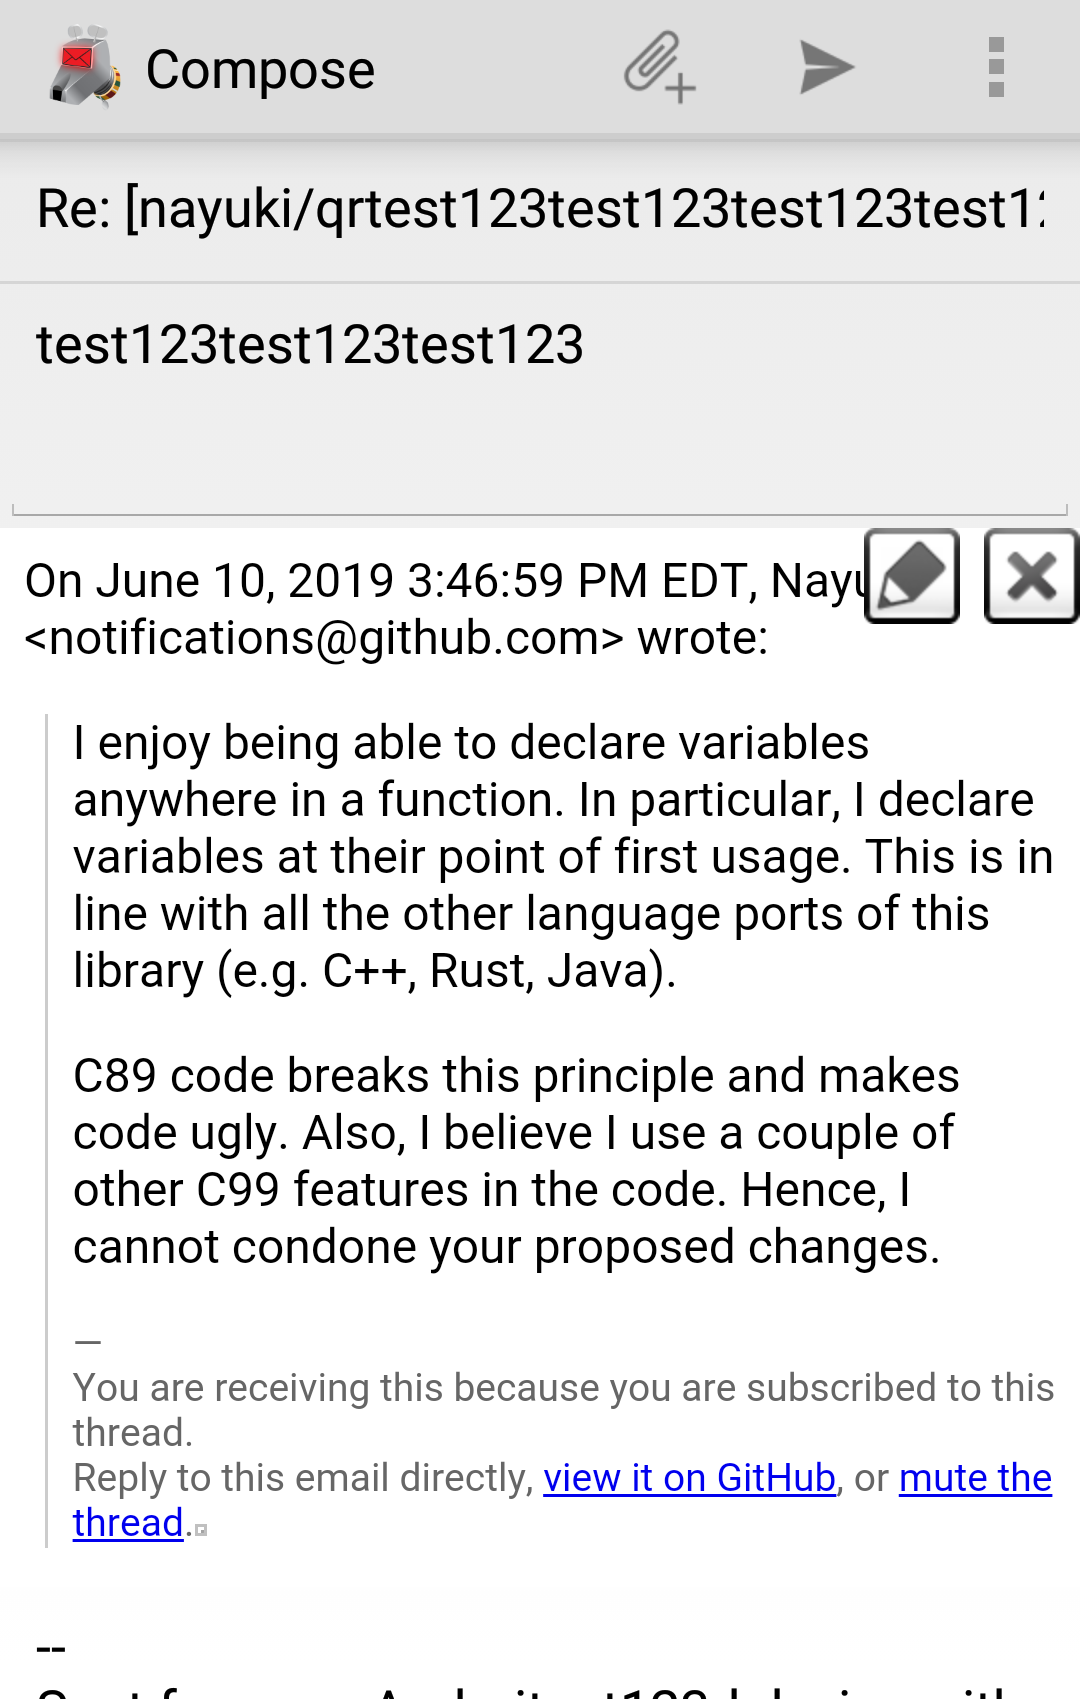 Compose
Re: [nayuki/qrtest123test123test123test12
test123test123test123
On June 10, 2019 3:46:59 PM EDT, Nayu
<notifications@github.com> wrote:
I enjoy being able to declare variables
anywhere in a function. In particular, I declare
variables at their point of first usage. This is in
line with all the other language ports of this
library (e.g. C++, Rust, Java).
C89 code breaks this principle and makes
code ugly. Also, I believe I use a couple of
other C99 features in the code. Hence, I
cannot condone your proposed changes.
—
You are receiving this because you are subscribed to this
thread.
Reply to this email directly, view it on GitHub, or mute the
thread.
--